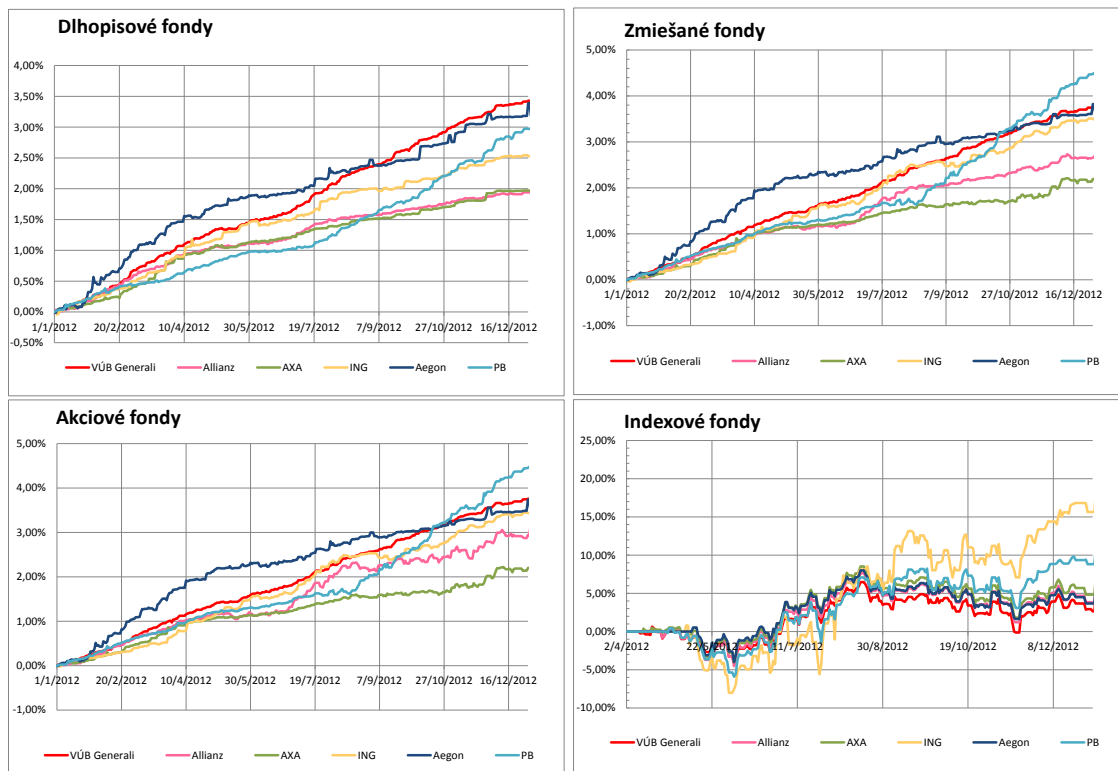 Dlhopisové fondy
4,00%
3,50%
3,00%
2,50%
2,00%
1,50%
1,00%
0,50%
0,00%
-0,50%
1/1/2012 20/2/2012 10/4/2012 30/5/2012 19/7/2012 7/9/2012 27/10/2012 16/12/2012
VÚB Generali Allianz AXA ING Aegon PB
Zmiešané fondy
5,00%
4,00%
3,00%
2,00%
1,00%
0,00%
-1,00%
1/1/2012 20/2/2012 10/4/2012 30/5/2012 19/7/2012 7/9/2012 27/10/2012 16/12/2012
VÚB Generali Allianz AXA ING Aegon PB
Akciové fondy
5,00%
4,00%
3,00%
2,00%
1,00%
0,00%
-1,00%
1/1/2012 20/2/2012 10/4/2012 30/5/2012 19/7/2012 7/9/2012 27/10/2012 16/12/2012
VÚB Generali Allianz AXA ING Aegon PB
Indexové fondy
25,00%
20,00%
15,00%
10,00%
5,00%
0,00%
-5,00%
-10,00%
2/4/2012 22/5/2012 11/7/2012 30/8/2012 19/10/2012 8/12/2012
VÚB Generali Allianz AXA ING Aegon PB